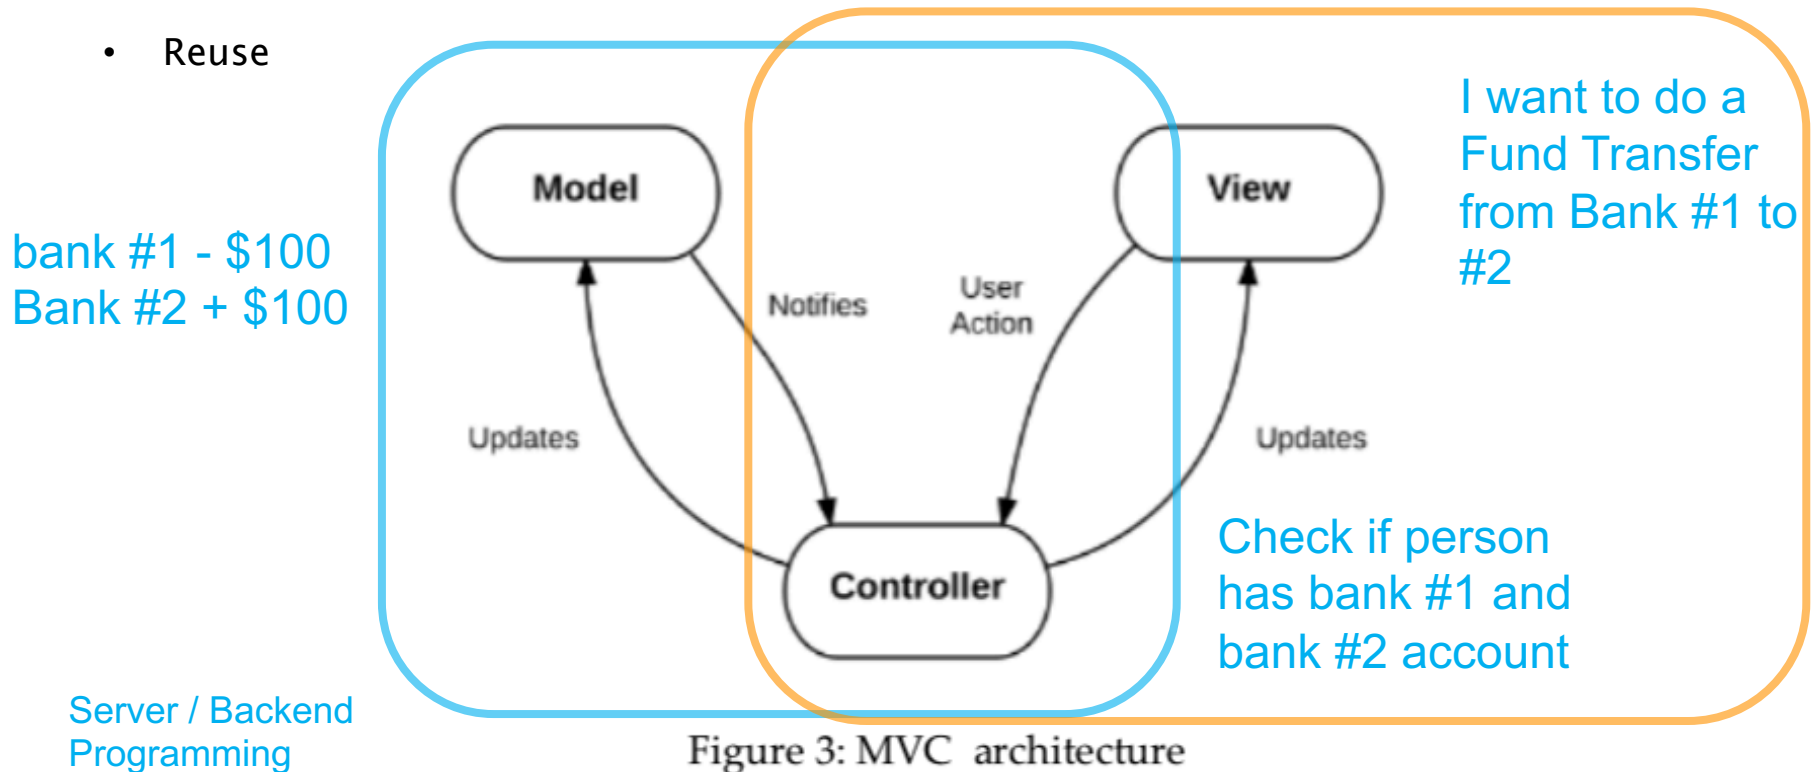 • Reuse
Model
View
I want to do a
Fund Transfer
from Bank #1 to
#2
bank #1 - $100
Bank #2 + $100
Notifies
User
Action
Updates
Updates
Controller
Check if person
has bank #1 and
bank #2 account
Server / Backend
Programming
Figure 3: MVC architecture